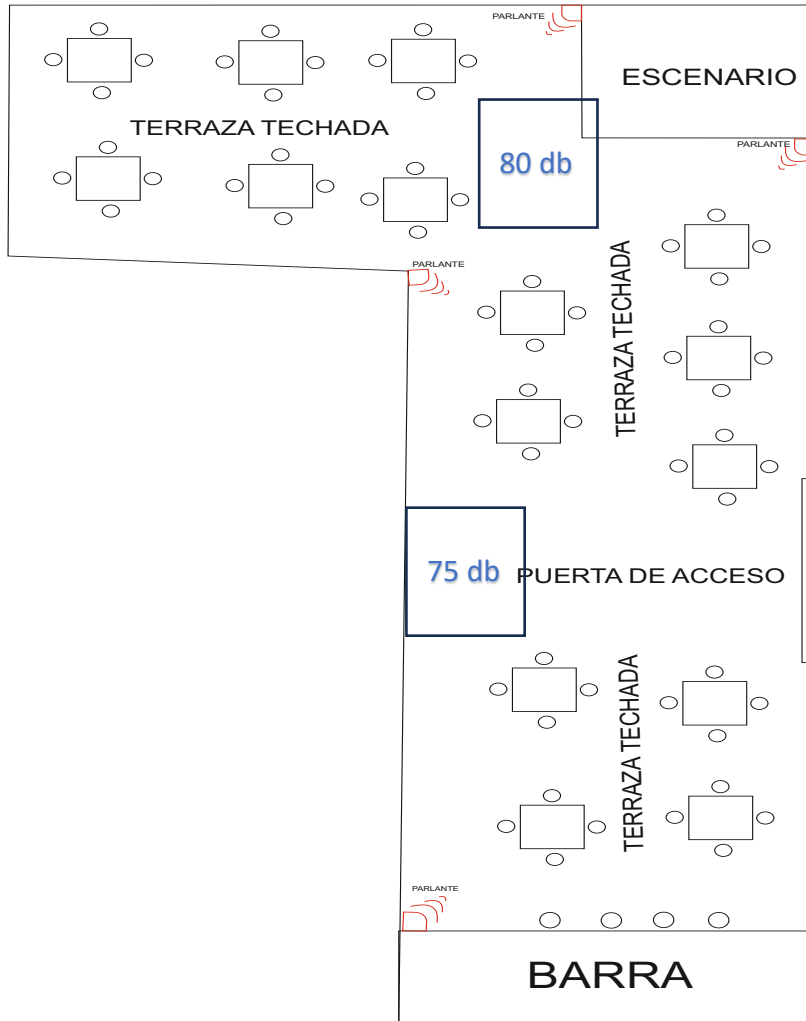 PARLANTE
ESCENARIO
TERRAZA TECHADA
PARLANTE
80 db
PARLANTE
TERRAZA TECHADA
75 db
PUERTA DE ACCESO
TERRAZA TECHADA
PARLANTE
BARRA